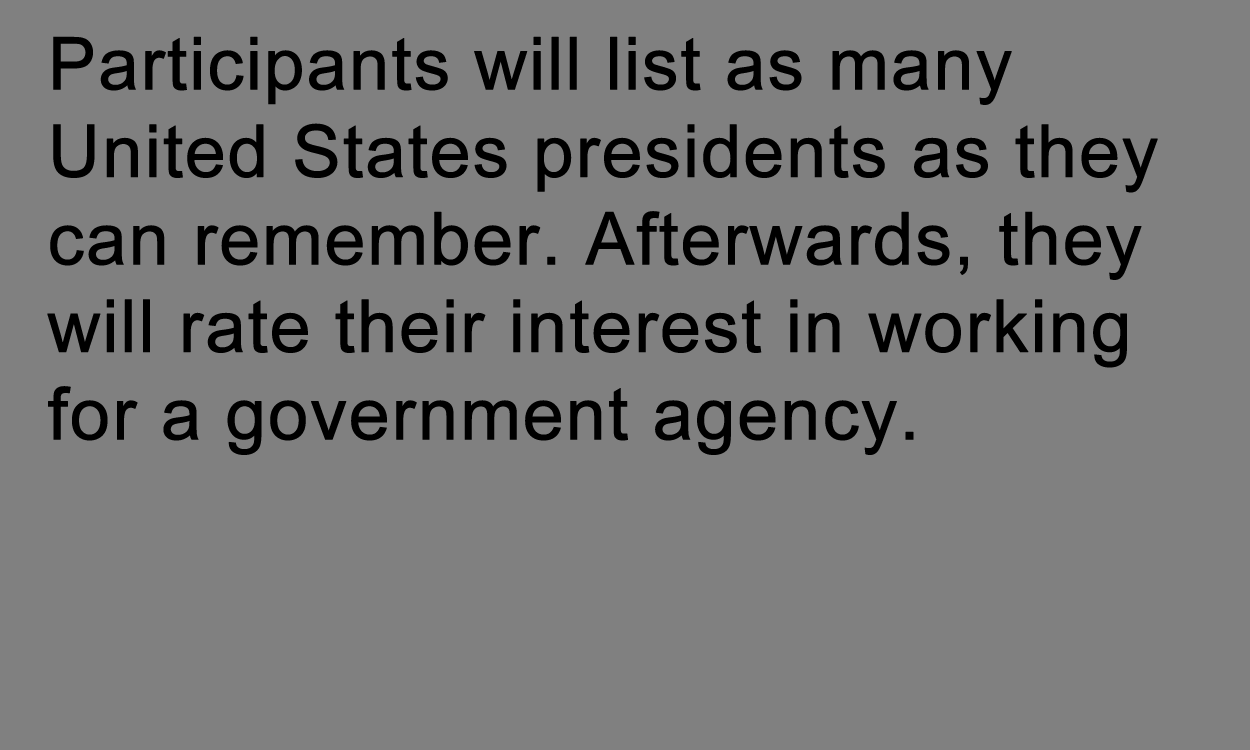 Participants will list as many
United States presidents as they
can remember. Afterwards, they
will rate their interest in working
for a government agency.